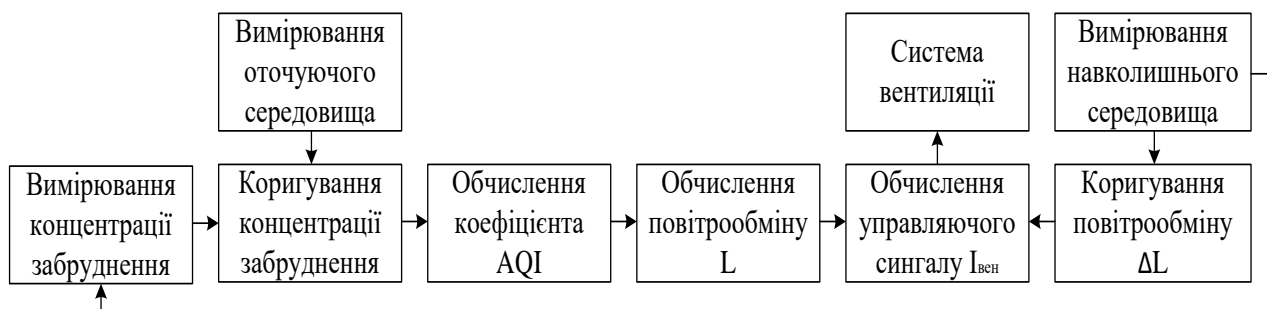 Вимірювання
оточуючого
середовища
Система
вентиляції
Вимірювання
навколишнього
середовища
Вимірювання
концентрації
забруднення
Коригування
концентрації
забруднення
Обчислення
коефіцієнта
AQI
Обчислення
повітрообміну
L
Обчислення
управляючого
сингалу Iвен
Коригування
повітрообміну
ΔL